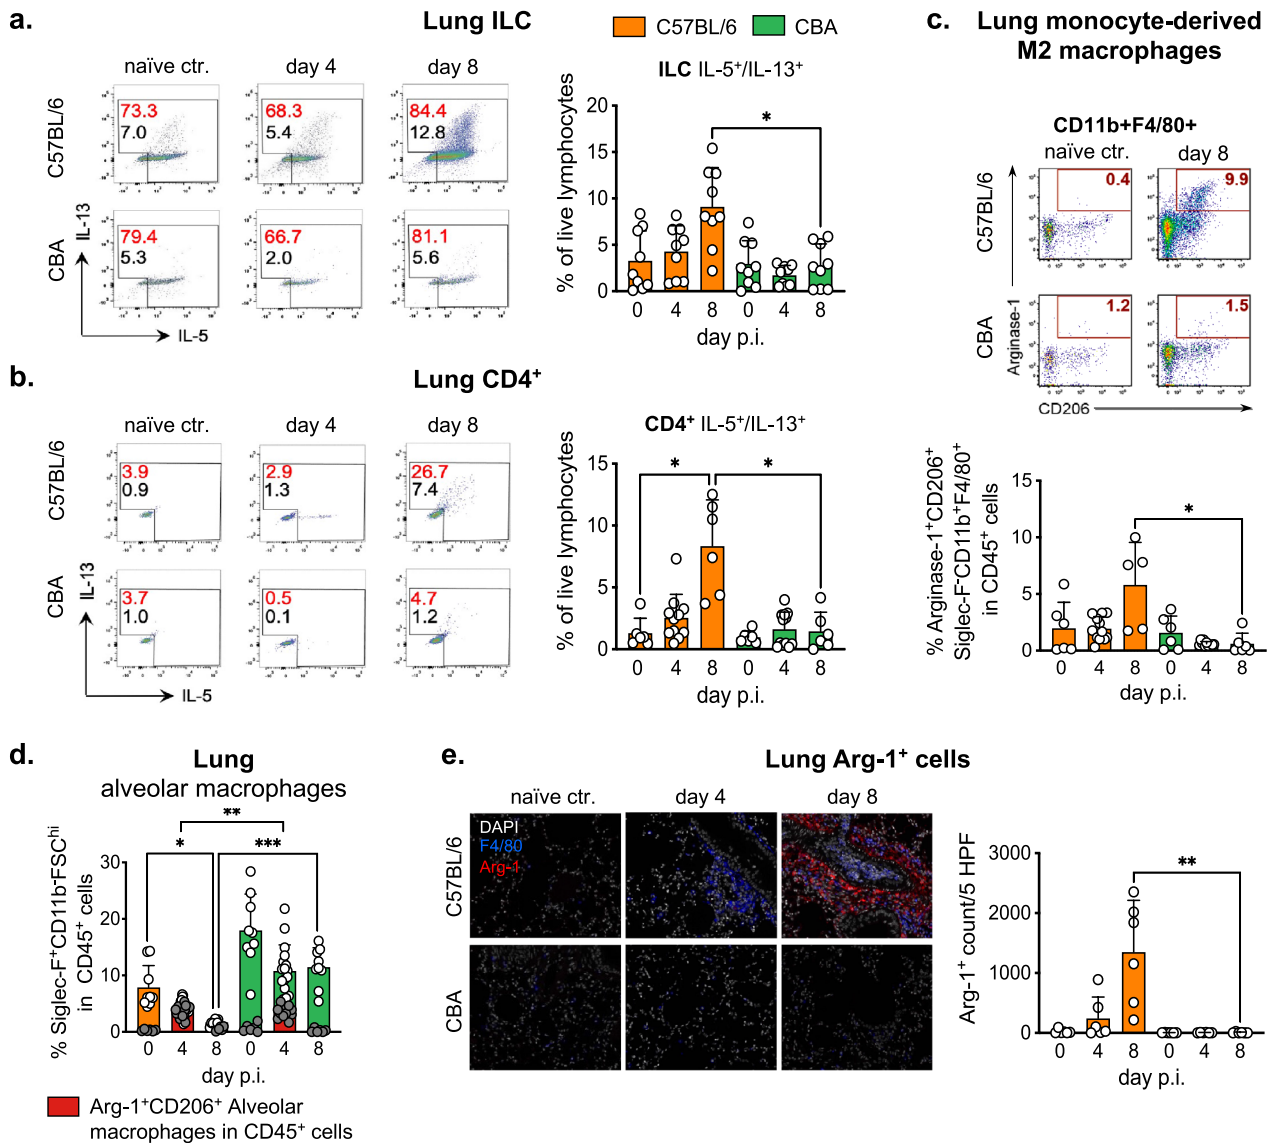 a.
Lung ILC
C57BL/6
CBA
naïve ctr.
day 4
day 8
C57BL/6
73.3
7.0
68.3
5.4
84.4
12.8
CBA
79.4
5.3
66.7
2.0
81.1
5.6
IL-13
IL-5
ILC IL-5⁺/IL-13⁺
% of live lymphocytes
20
15
10
5
0
*
0 4 8 0 4 8
day p.i.
b.
Lung CD4⁺
naïve ctr.
day 4
day 8
C57BL/6
3.9
0.9
2.9
1.3
26.7
7.4
CBA
3.7
1.0
0.5
0.1
4.7
1.2
IL-13
IL-5
CD4⁺ IL-5⁺/IL-13⁺
% of live lymphocytes
15
10
5
0
* *
0 4 8 0 4 8
day p.i.
c.
Lung monocyte-derived
M2 macrophages
CD11b+F4/80+
naïve ctr.
day 8
C57BL/6
0.4
9.9
CBA
1.2
1.5
Arginase-1
CD206
% Arginase-1⁺CD206⁺
Siglec-F⁻CD11b⁺F4/80⁺
in CD45⁺ cells
15
10
5
0
*
0 4 8 0 4 8
day p.i.
d.
Lung
alveolar macrophages
% Siglec-F⁺CD11b⁻FSCʰⁱ
in CD45⁺ cells
30
20
10
0
**
* ***
0 4 8 0 4 8
day p.i.
Arg-1⁺CD206⁺ Alveolar
macrophages in CD45⁺ cells
e.
Lung Arg-1⁺ cells
naïve ctr.
day 4
day 8
C57BL/6
DAPI
F4/80
Arg-1
CBA
Arg-1⁺ count/5 HPF
3000
2000
1000
0
**
0 4 8 0 4 8
day p.i.